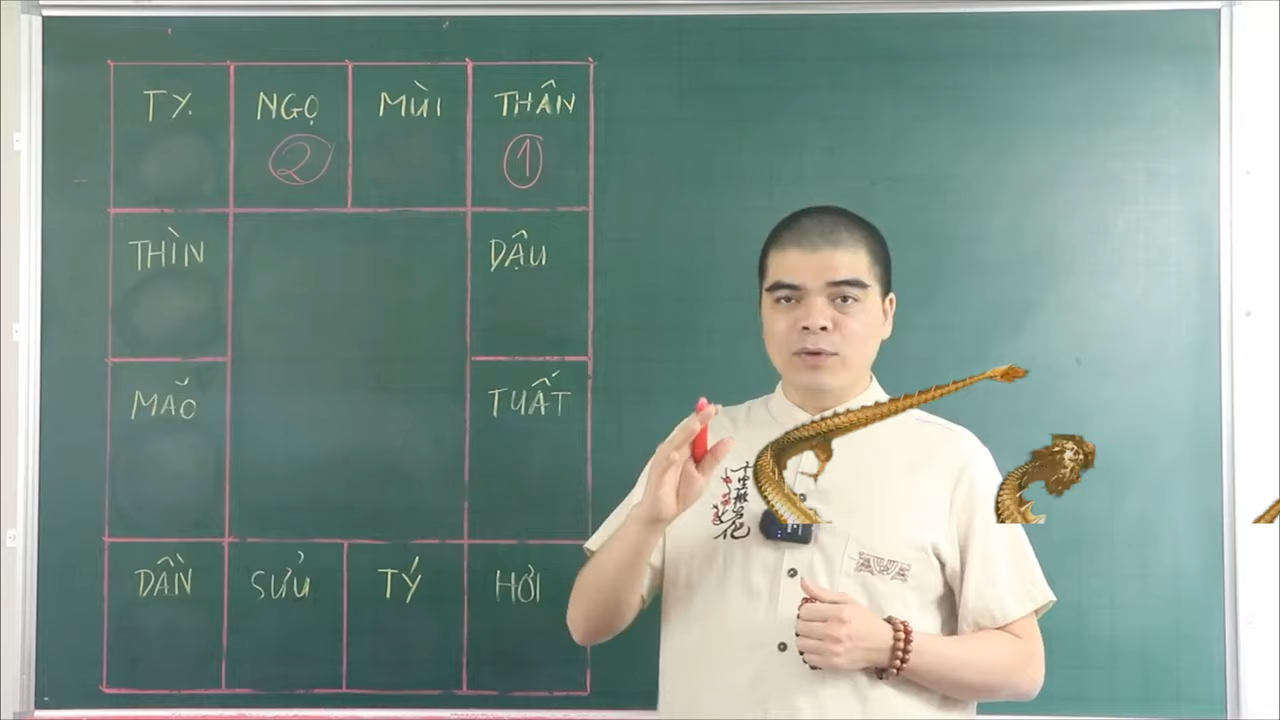 TỴ NGỌ MÙI THÂN
② ①
THÌN DẬU
MÃO TUẤT
DẦN SỬU TÝ HỢI